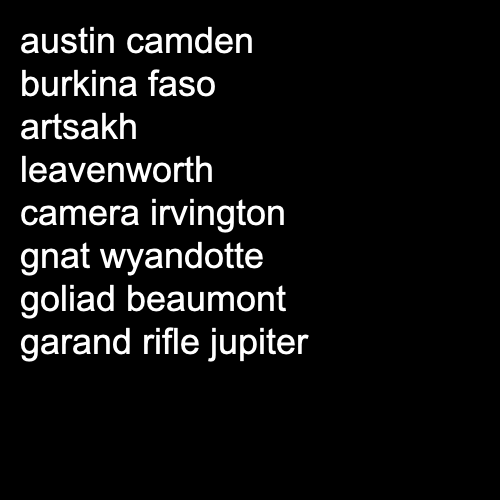 austin camden
burkina faso
artsakh
leavenworth
camera irvington
gnat wyandotte
goliad beaumont
garand rifle jupiter